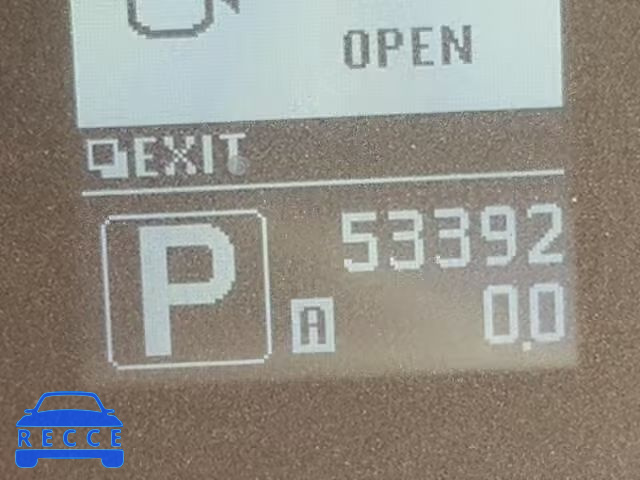 OPEN
EXIT
P 53392
A 0.0
RECCE